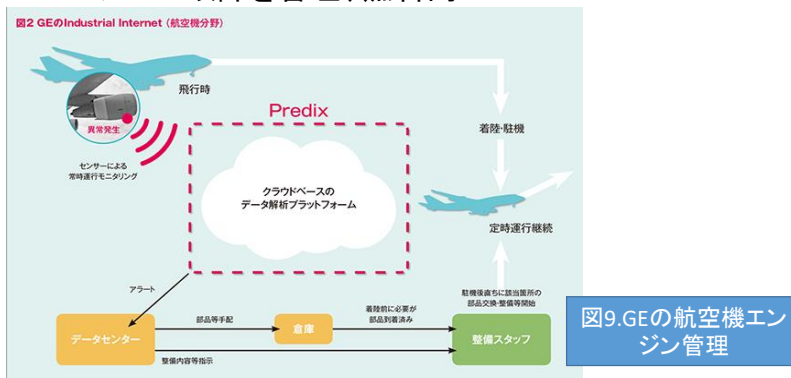 図2 GEのIndustrial Internet（航空機分野）
飛行時
異常発生
センサーによる
常時運行モニタリング
Predix
クラウドベースの
データ解析プラットフォーム
着陸・駐機
定時運行継続
アラート
データセンター
部品等手配
倉庫
着陸前に必要が
部品到着済み
駐機後直ちに該当箇所の
部品交換・整備等開始
整備スタッフ
整備内容等指示
図9.GEの航空機エン
ジン管理